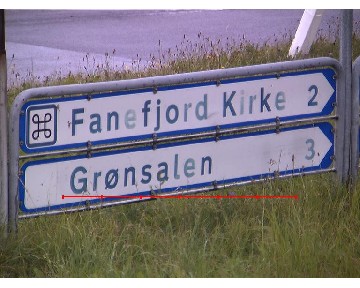 Fanefjord Kirke 2
Grønsalen 3